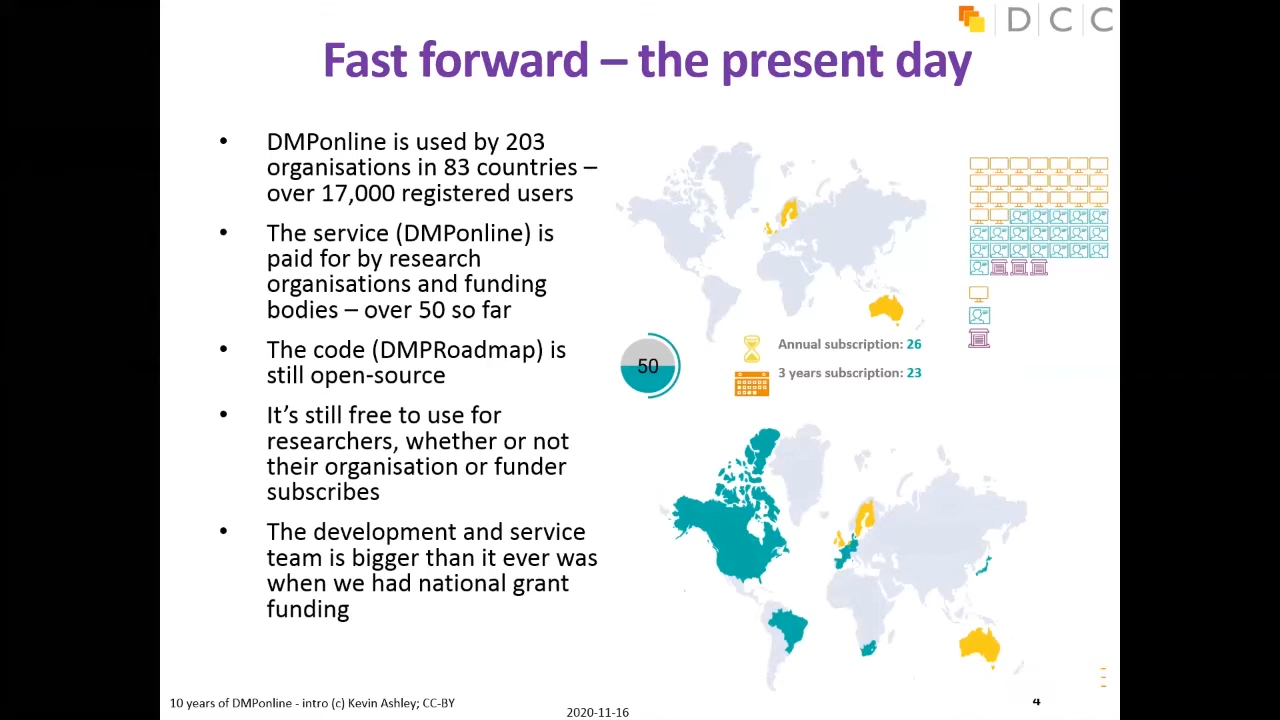 D C C
Fast forward – the present day
• DMPonline is used by 203
organisations in 83 countries –
over 17,000 registered users
• The service (DMPonline) is
paid for by research
organisations and funding
bodies – over 50 so far
• The code (DMPRoadmap) is
still open-source
• It’s still free to use for
researchers, whether or not
their organisation or funder
subscribes
• The development and service
team is bigger than it ever was
when we had national grant
funding
50
Annual subscription: 26
3 years subscription: 23
10 years of DMPonline - intro (c) Kevin Ashley; CC-BY
2020-11-16
4